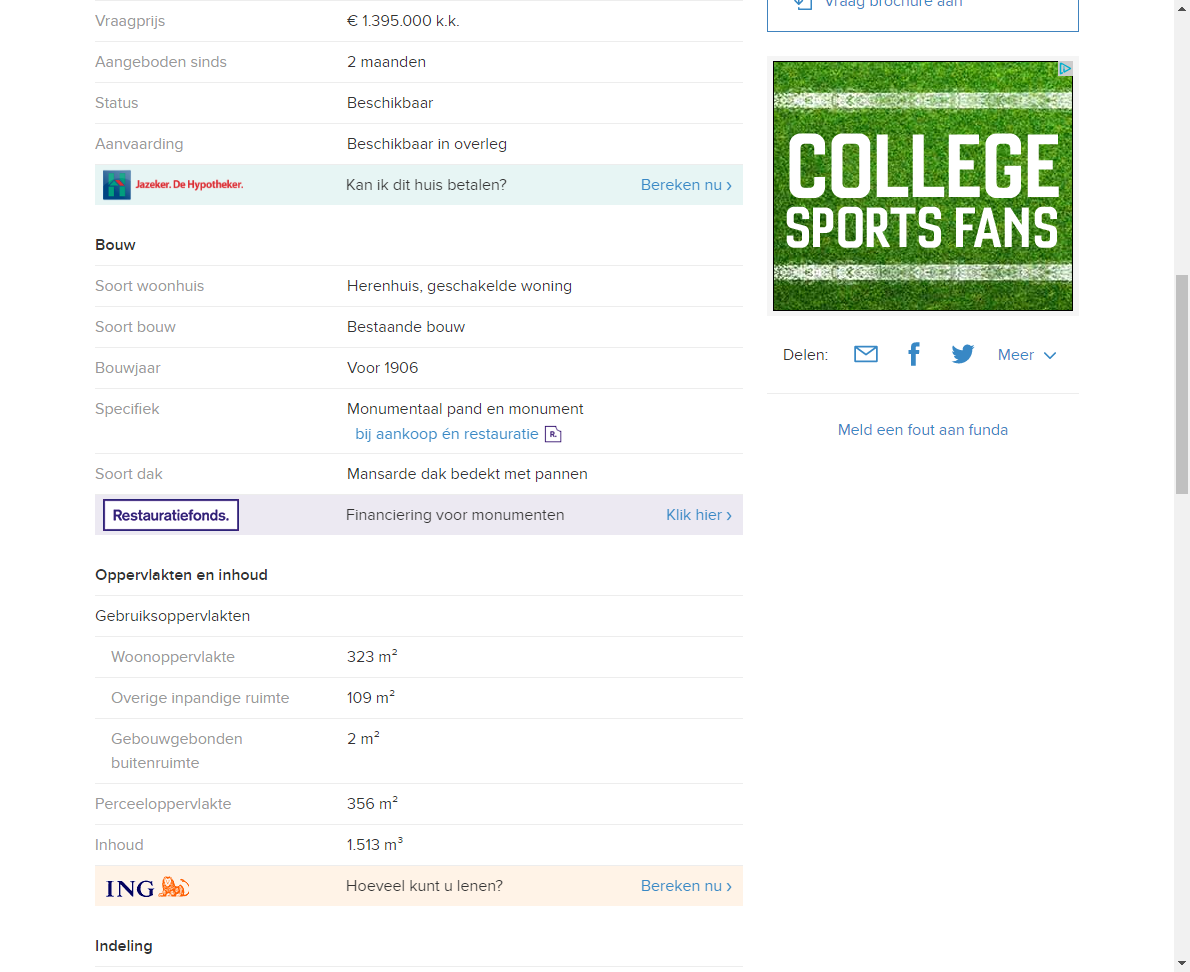 Vraagprijs € 1.395.000 k.k.
Aangeboden sinds 2 maanden
Status Beschikbaar
Aanvaarding Beschikbaar in overleg
Jazeker. De Hypotheker. Kan ik dit huis betalen? Bereken nu ›
Bouw
Soort woonhuis Herenhuis, geschakelde woning
Soort bouw Bestaande bouw
Bouwjaar Voor 1906
Specifiek Monumentaal pand en monument
bij aankoop én restauratie R.
Soort dak Mansarde dak bedekt met pannen
Restauratiefonds. Financiering voor monumenten Klik hier ›
Oppervlakten en inhoud
Gebruiksoppervlakten
Woonoppervlakte 323 m²
Overige inpandige ruimte 109 m²
Gebouwgebonden 2 m²
buitenruimte
Perceeloppervlakte 356 m²
Inhoud 1.513 m³
ING Hoeveel kunt u lenen? Bereken nu ›
Indeling
Vraag brochure aan
COLLEGE
SPORTS FANS
Delen: Meer
Meld een fout aan funda